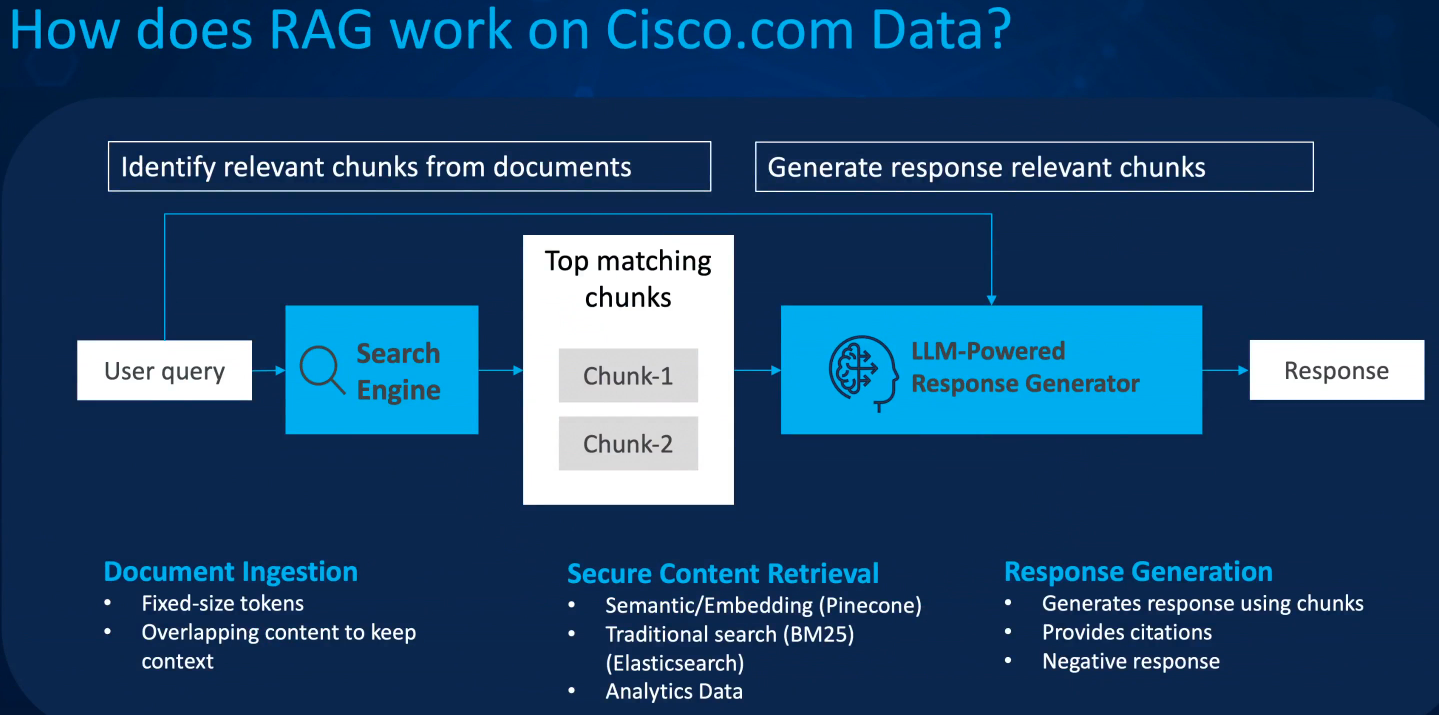 How does RAG work on Cisco.com Data?
Identify relevant chunks from documents
Generate response relevant chunks
User query
Search
Engine
Top matching
chunks
Chunk-1
Chunk-2
LLM-Powered
Response Generator
Response
Document Ingestion
• Fixed-size tokens
• Overlapping content to keep
context
Secure Content Retrieval
• Semantic/Embedding (Pinecone)
• Traditional search (BM25)
(Elasticsearch)
• Analytics Data
Response Generation
• Generates response using chunks
• Provides citations
• Negative response